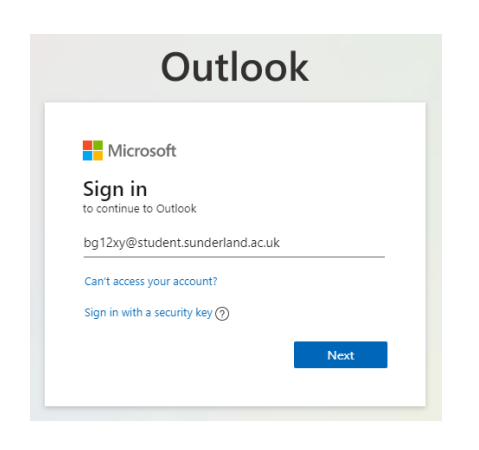 Outlook
Microsoft
Sign in
to continue to Outlook
bg12xy@student.sunderland.ac.uk
Can't access your account?
Sign in with a security key ?
Next